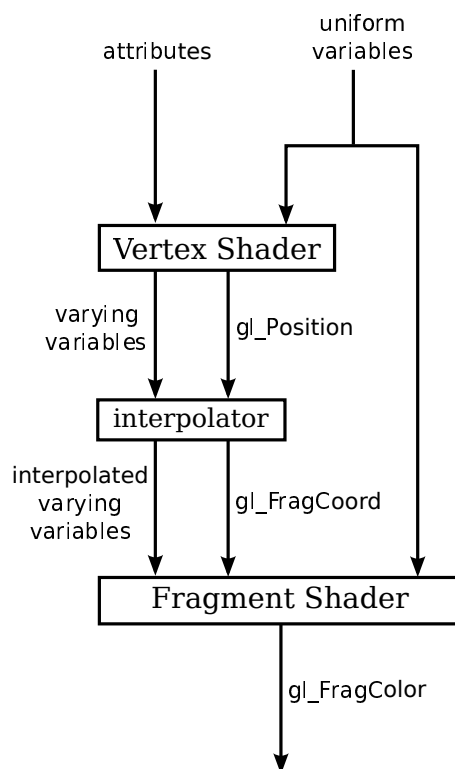 uniform
variables
attributes
Vertex Shader
varying
variables
gl_Position
interpolator
interpolated
varying
variables
gl_FragCoord
Fragment Shader
gl_FragColor